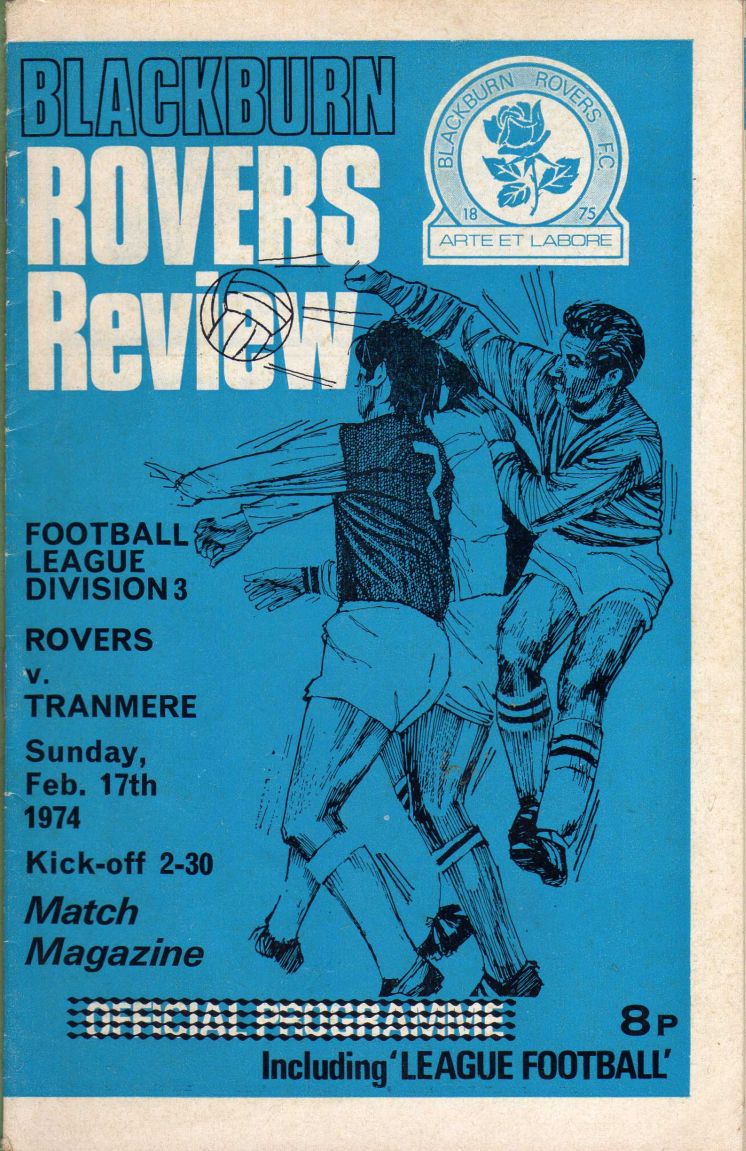 BLACKBURN
ROVERS
Review
BLACKBURN ROVERS F.C.
18 75
ARTE ET LABORE
7
FOOTBALL
LEAGUE
DIVISION 3
ROVERS
v.
TRANMERE
Sunday,
Feb. 17th
1974
Kick-off 2-30
Match
Magazine
OFFICIAL PROGRAMME
8P
Including 'LEAGUE FOOTBALL'